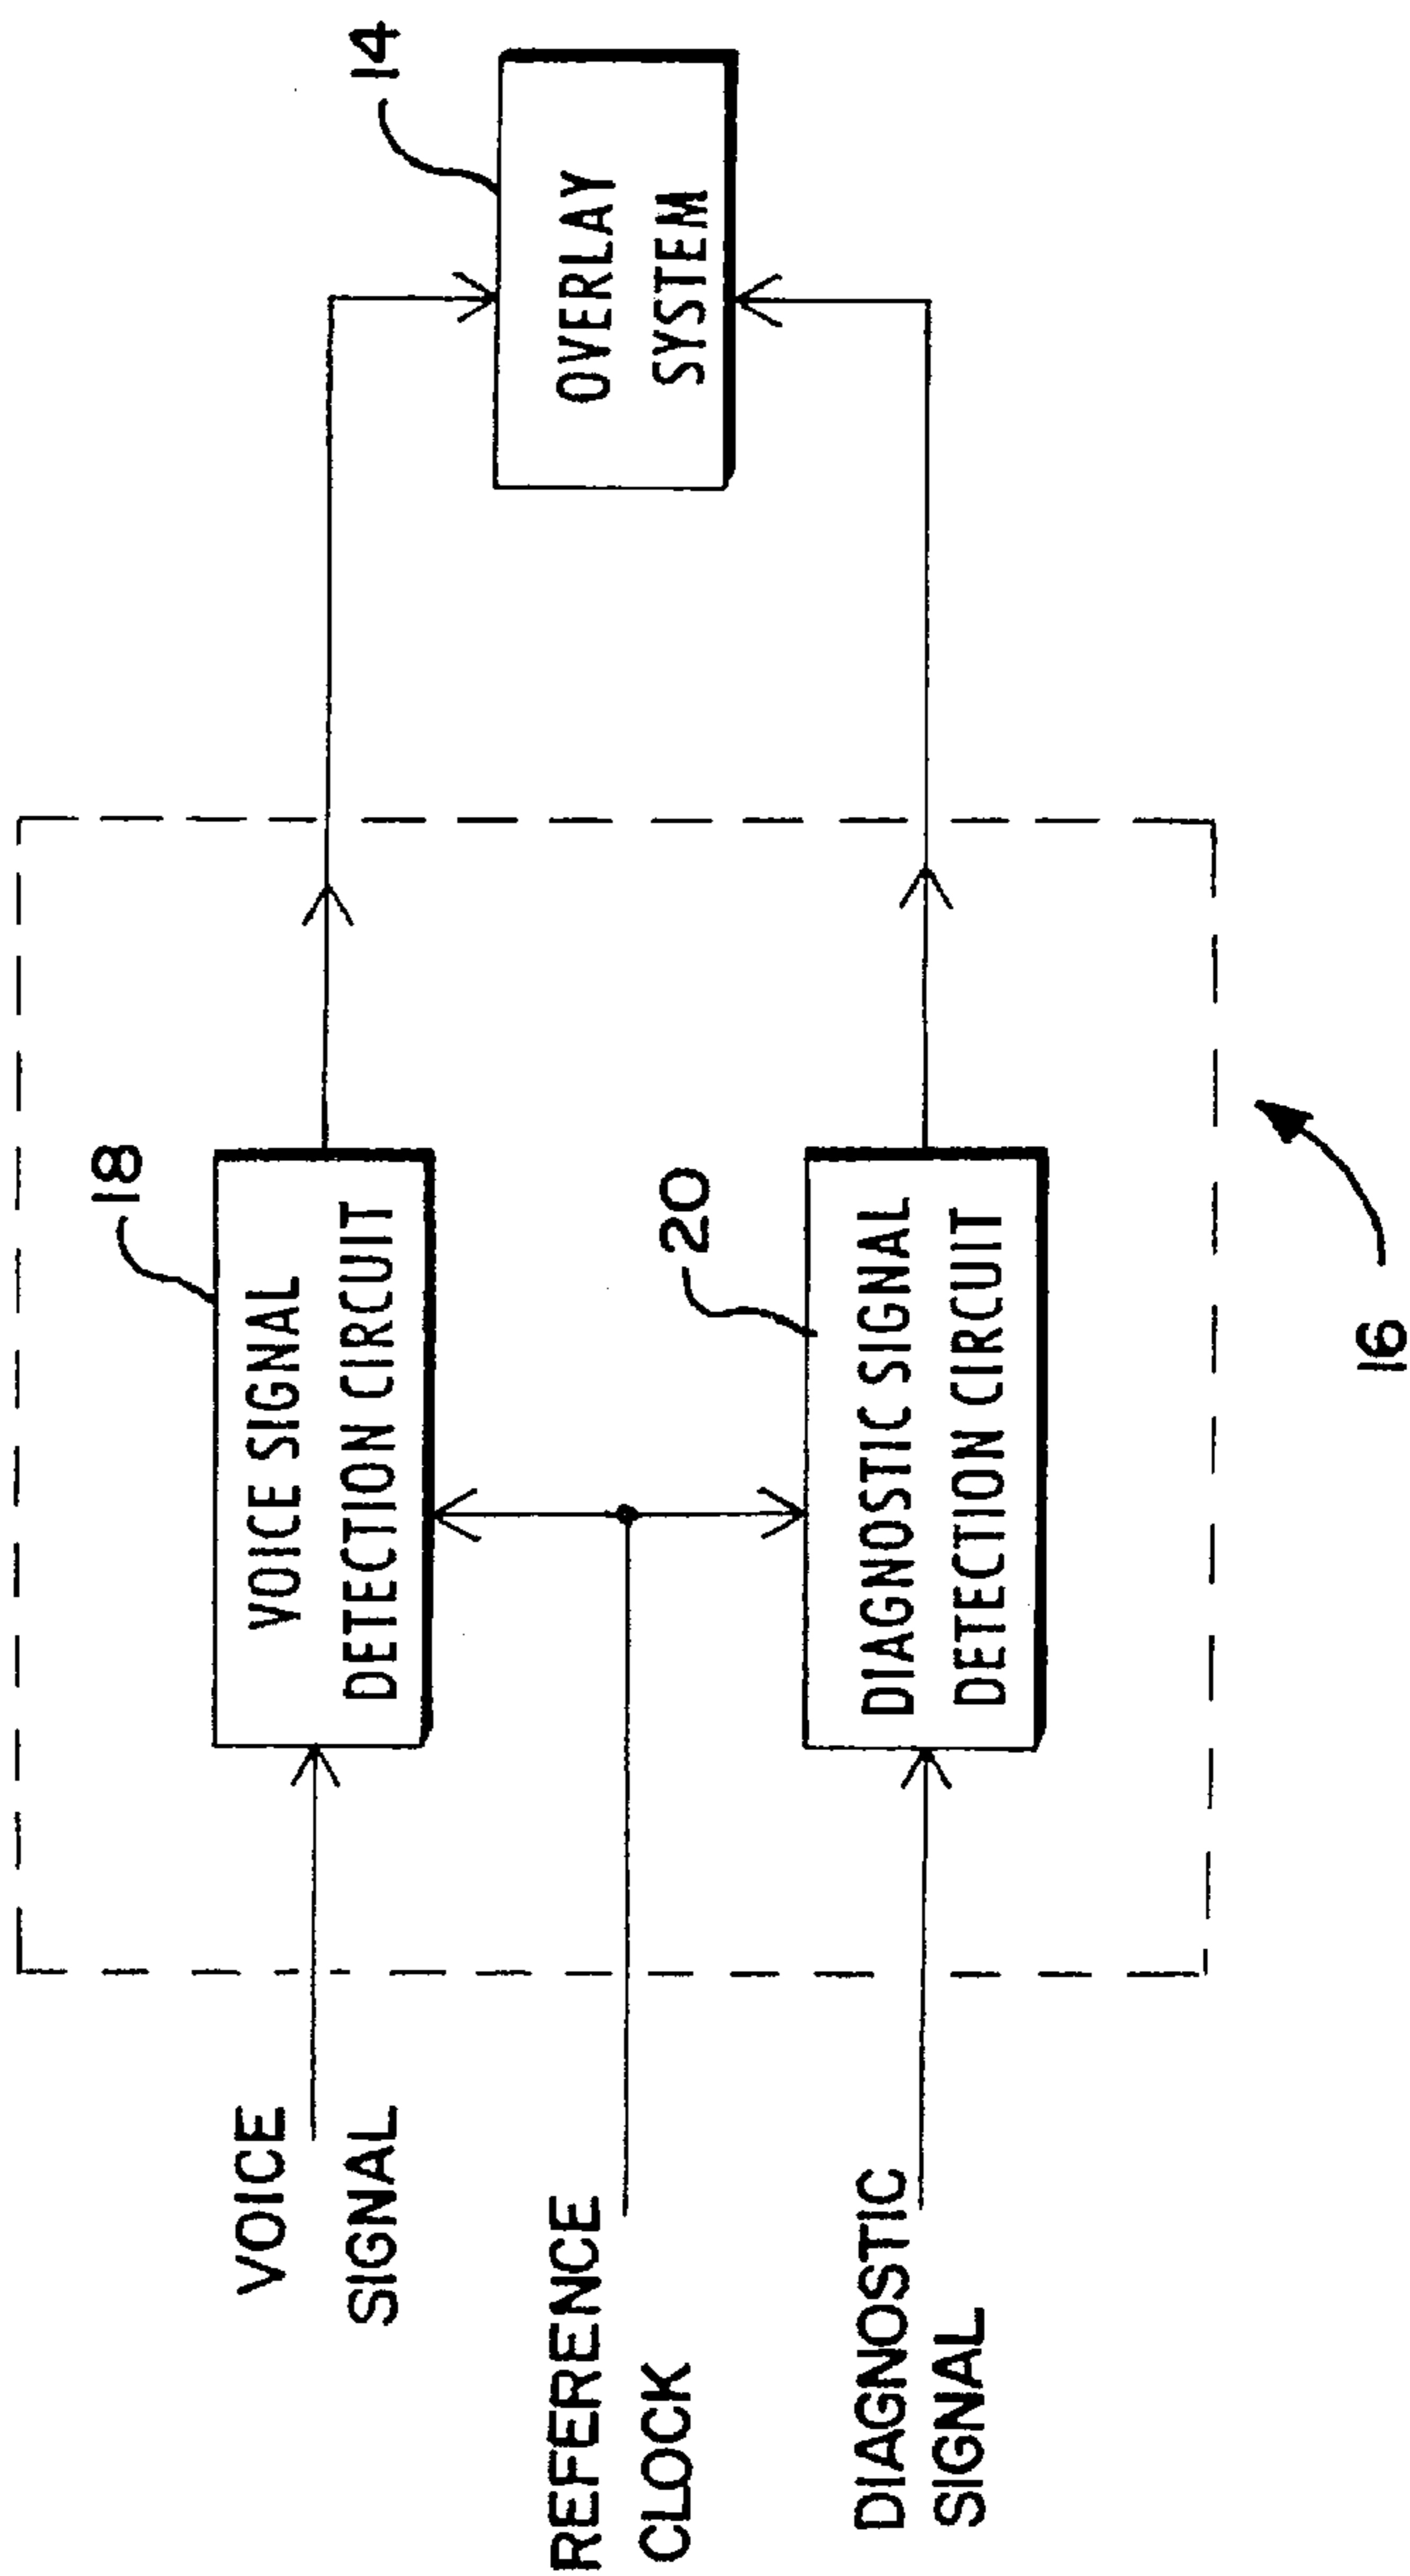 VOICE
SIGNAL
REFERENCE
CLOCK
DIAGNOSTIC
SIGNAL
18
VOICE SIGNAL
DETECTION CIRCUIT
20
DIAGNOSTIC SIGNAL
DETECTION CIRCUIT
16
14
OVERLAY
SYSTEM